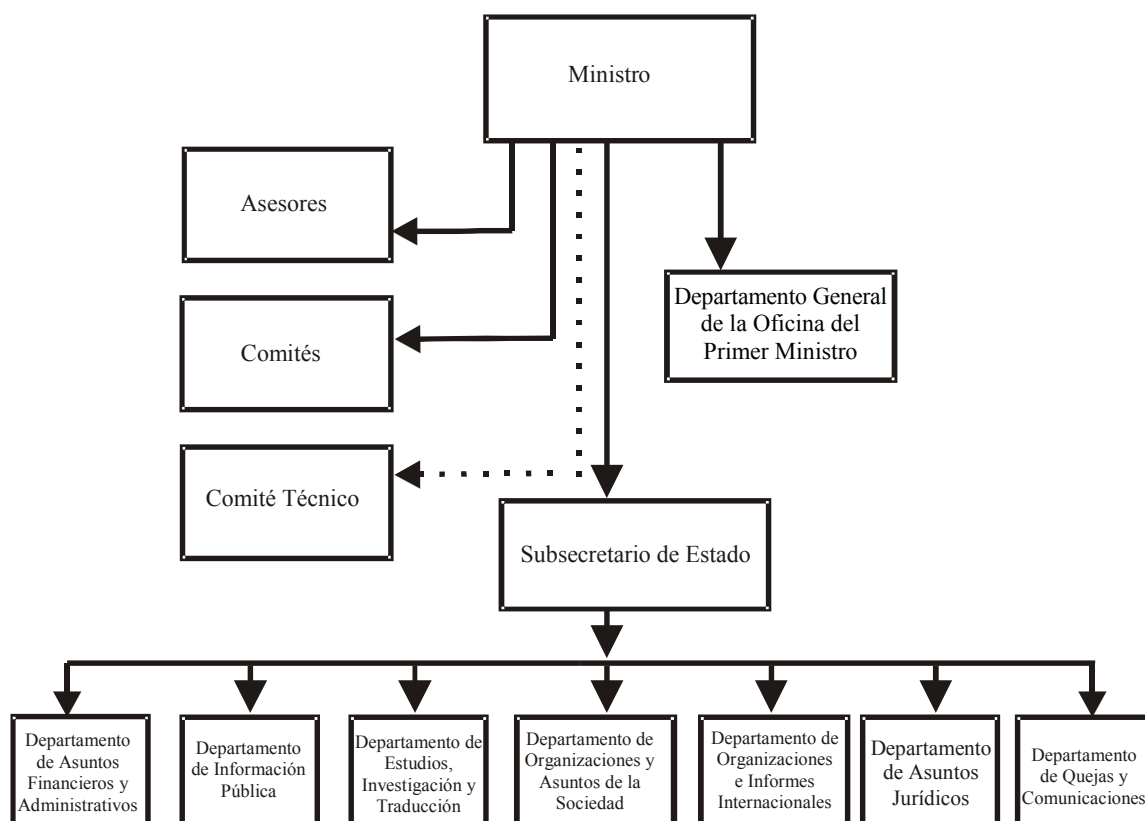 Ministro
Asesores
Departamento General
de la Oficina del
Primer Ministro
Comités
Comité Técnico
Subsecretario de Estado
Departamento
de Asuntos
Financieros y
Administrativos
Departamento
de Información
Pública
Departamento de
Estudios,
Investigación y
Traducción
Departamento de
Organizaciones y
Asuntos de la
Sociedad
Departamento de
Organizaciones
e Informes
Internacionales
Departamento
de Asuntos
Jurídicos
Departamento
de Quejas y
Comunicaciones